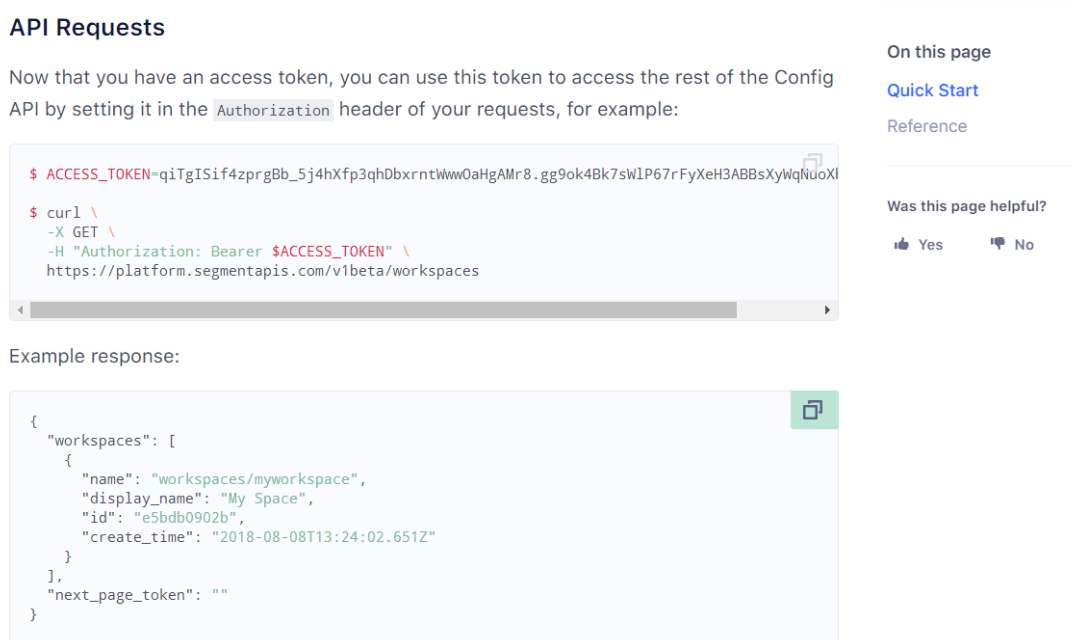 API Requests
Now that you have an access token, you can use this token to access the rest of the Config
API by setting it in the Authorization header of your requests, for example:
$ ACCESS_TOKEN=qiTgISif4zprgBb_5j4hXfp3qhDbxrntWwwOaHgAMr8.gg9ok4Bk7sWlP67rFyXeH3ABBsXyWqNuoXb
$ curl \
-X GET \
-H "Authorization: Bearer $ACCESS_TOKEN" \
https://platform.segmentapis.com/v1beta/workspaces
Example response:
{
"workspaces": [
{
"name": "workspaces/myworkspace",
"display_name": "My Space",
"id": "e5bdb0902b",
"create_time": "2018-08-08T13:24:02.651Z"
}
],
"next_page_token": ""
}
On this page
Quick Start
Reference
Was this page helpful?
Yes
No